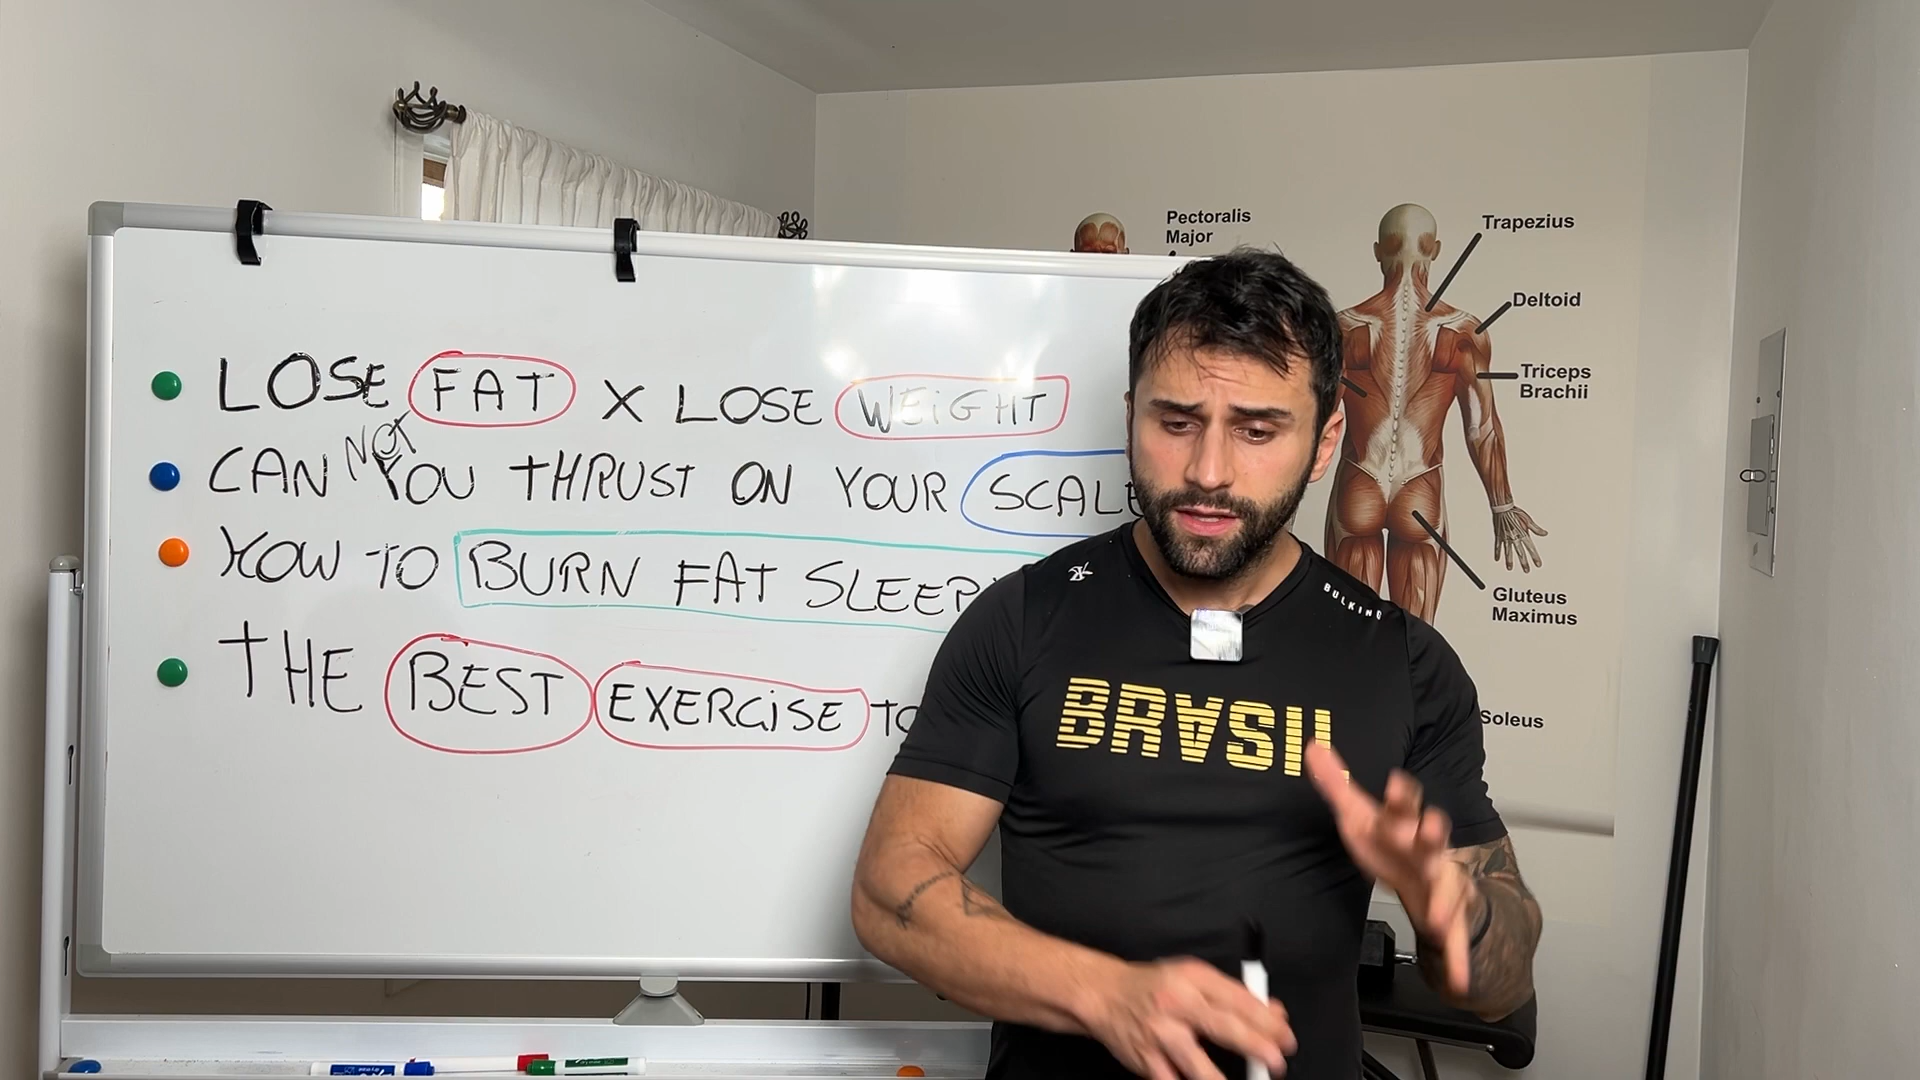 LOSE FAT X LOSE WEIGHT
CAN NOT YOU THRUST ON YOUR SCALE
HOW TO BURN FAT SLEEP
THE BEST EXERCISE TO
Pectoralis
Major
Trapezius
Deltoid
Triceps
Brachii
Gluteus
Maximus
Soleus
BULKING
BRASIL